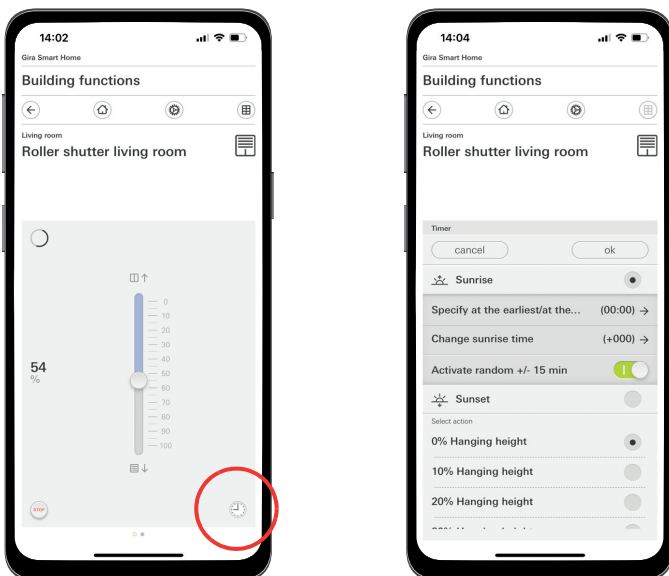 14:02
Gira Smart Home
Building functions
Living room
Roller shutter living room
0
10
20
30
40
50
60
70
80
90
100
54
%
STOP
14:04
Gira Smart Home
Building functions
Living room
Roller shutter living room
Timer
cancel
ok
Sunrise
Specify at the earliest/at the... (00:00)
Change sunrise time (+000)
Activate random +/- 15 min
Sunset
Select action
0% Hanging height
10% Hanging height
20% Hanging height